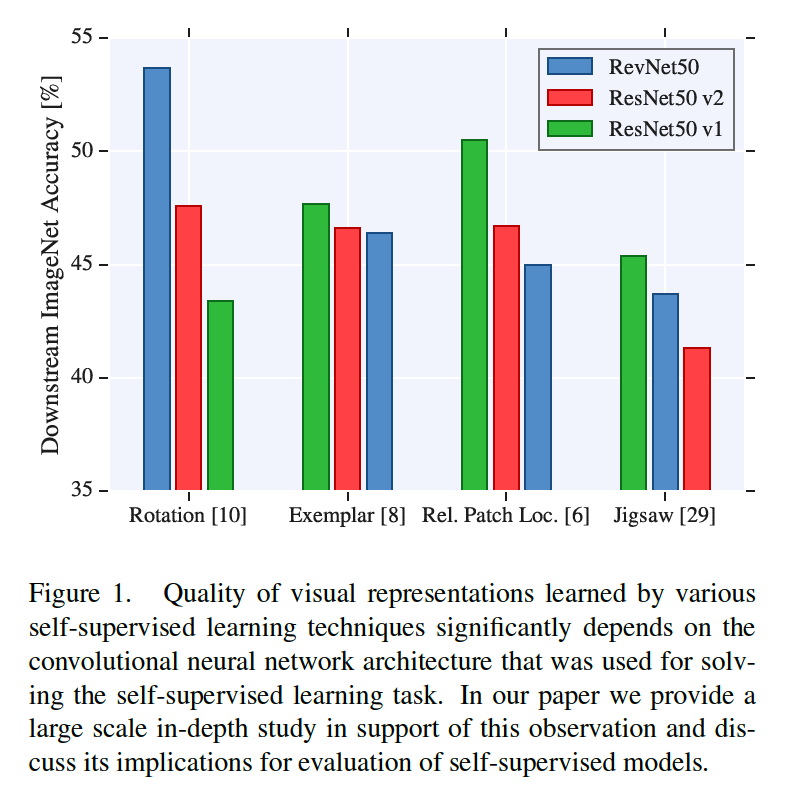 Downstream ImageNet Accuracy [%]
55
50
45
40
35
RevNet50
ResNet50 v2
ResNet50 v1
Rotation [10] Exemplar [8] Rel. Patch Loc. [6] Jigsaw [29]
Figure 1. Quality of visual representations learned by various
self-supervised learning techniques significantly depends on the
convolutional neural network architecture that was used for solv-
ing the self-supervised learning task. In our paper we provide a
large scale in-depth study in support of this observation and dis-
cuss its implications for evaluation of self-supervised models.